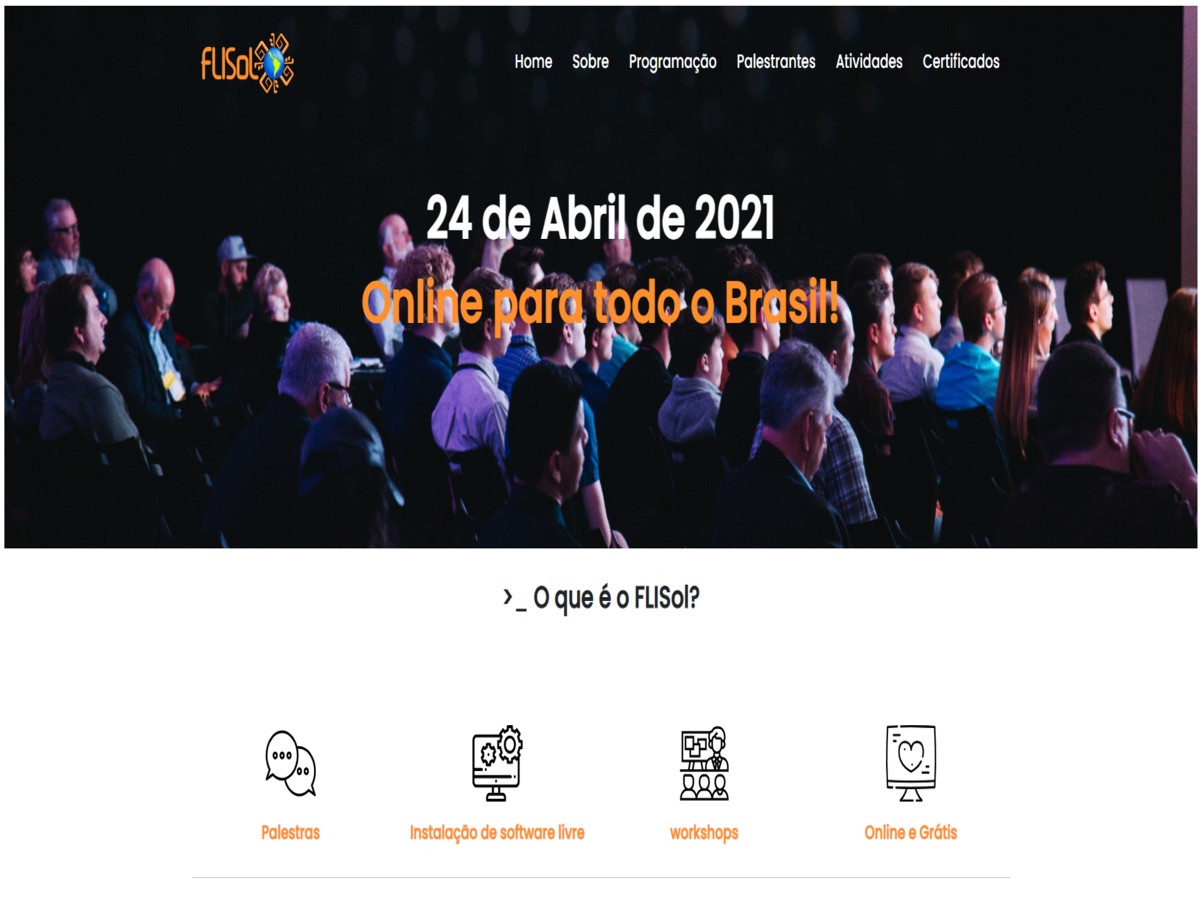 FLISol
Home Sobre Programação Palestrantes Atividades Certificados
24 de Abril de 2021
Online para todo o Brasil!
>_ O que é o FLISol?
Palestras Instalação de software livre workshops Online e Grátis